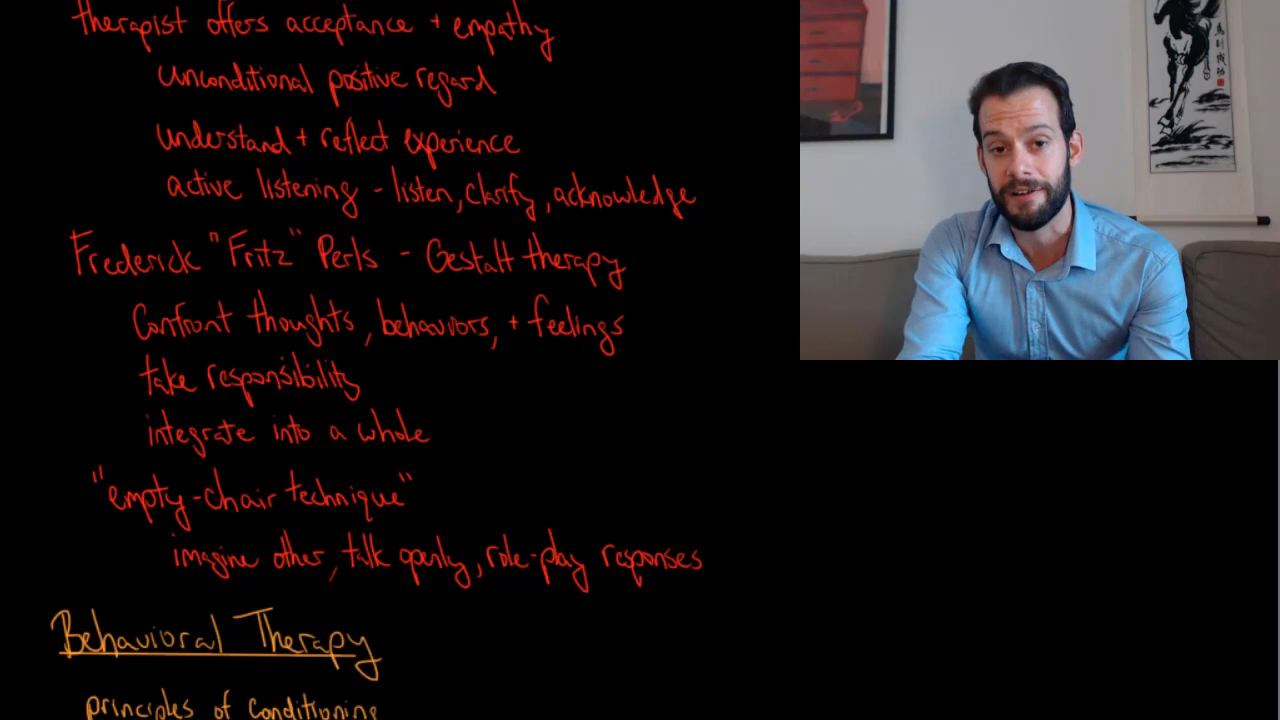 therapist offers acceptance + empathy
unconditional positive regard
understand + reflect experience
active listening - listen, clarify, acknowledge
Frederick "Fritz" Perls - Gestalt therapy
Confront thoughts, behaviors, + feelings
take responsibility
integrate into a whole
"empty-chair technique"
imagine other, talk openly, role-play responses
Behavioral Therapy
principles of conditioning